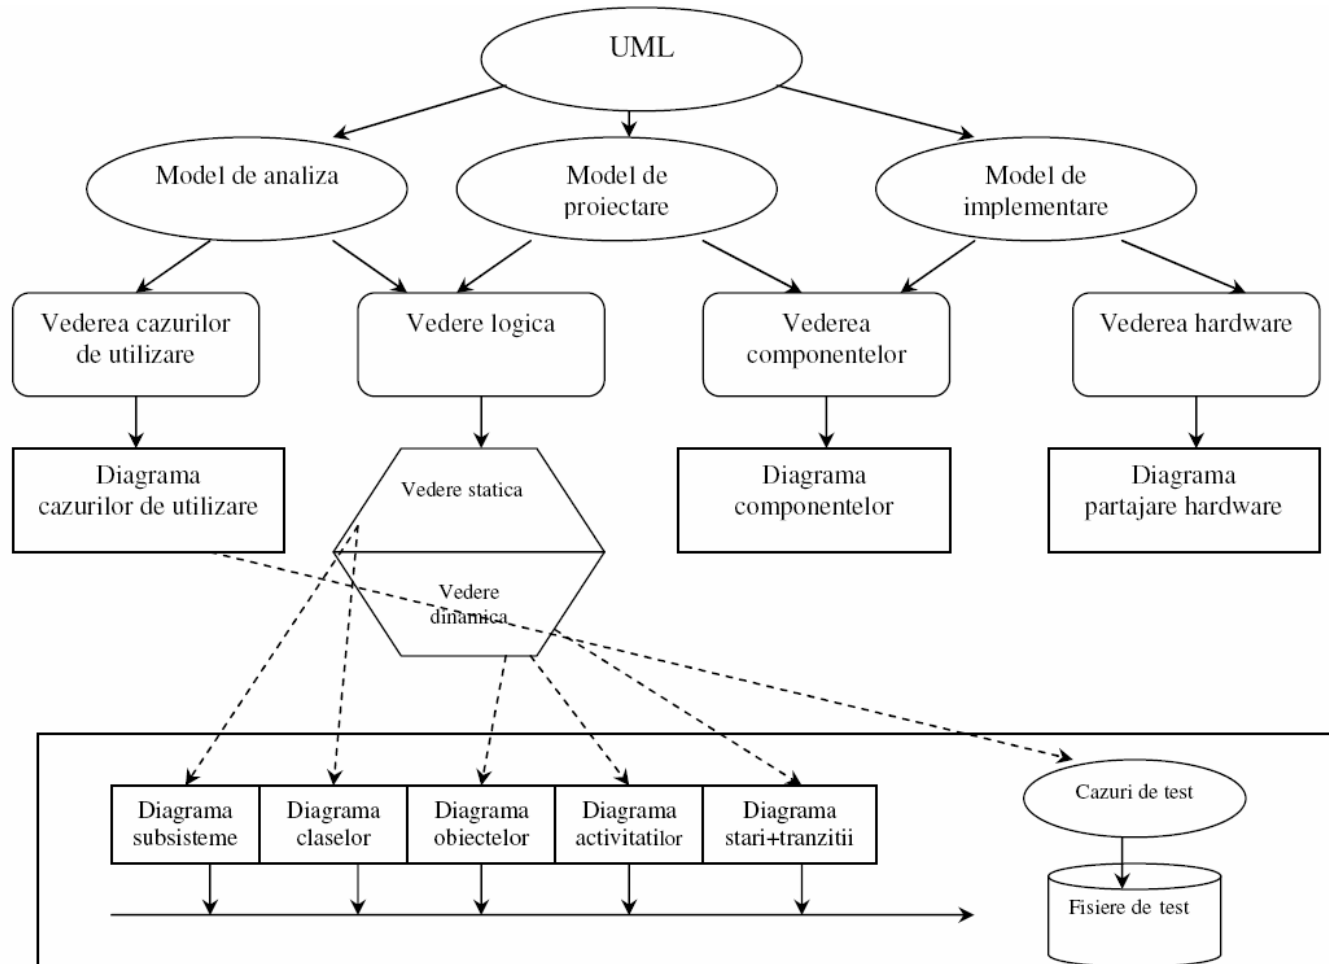 UML
Model de analiza
Model de
proiectare
Model de
implementare
Vederea cazurilor
de utilizare
Vedere logica
Vederea
componentelor
Vederea hardware
Diagrama
cazurilor de utilizare
Vedere statica
Diagrama
componentelor
Diagrama
partajare hardware
Vedere
dinamica
Diagrama
subsisteme
Diagrama
claselor
Diagrama
obiectelor
Diagrama
activitatilor
Diagrama
stari+tranzitii
Cazuri de test
Fisiere de test